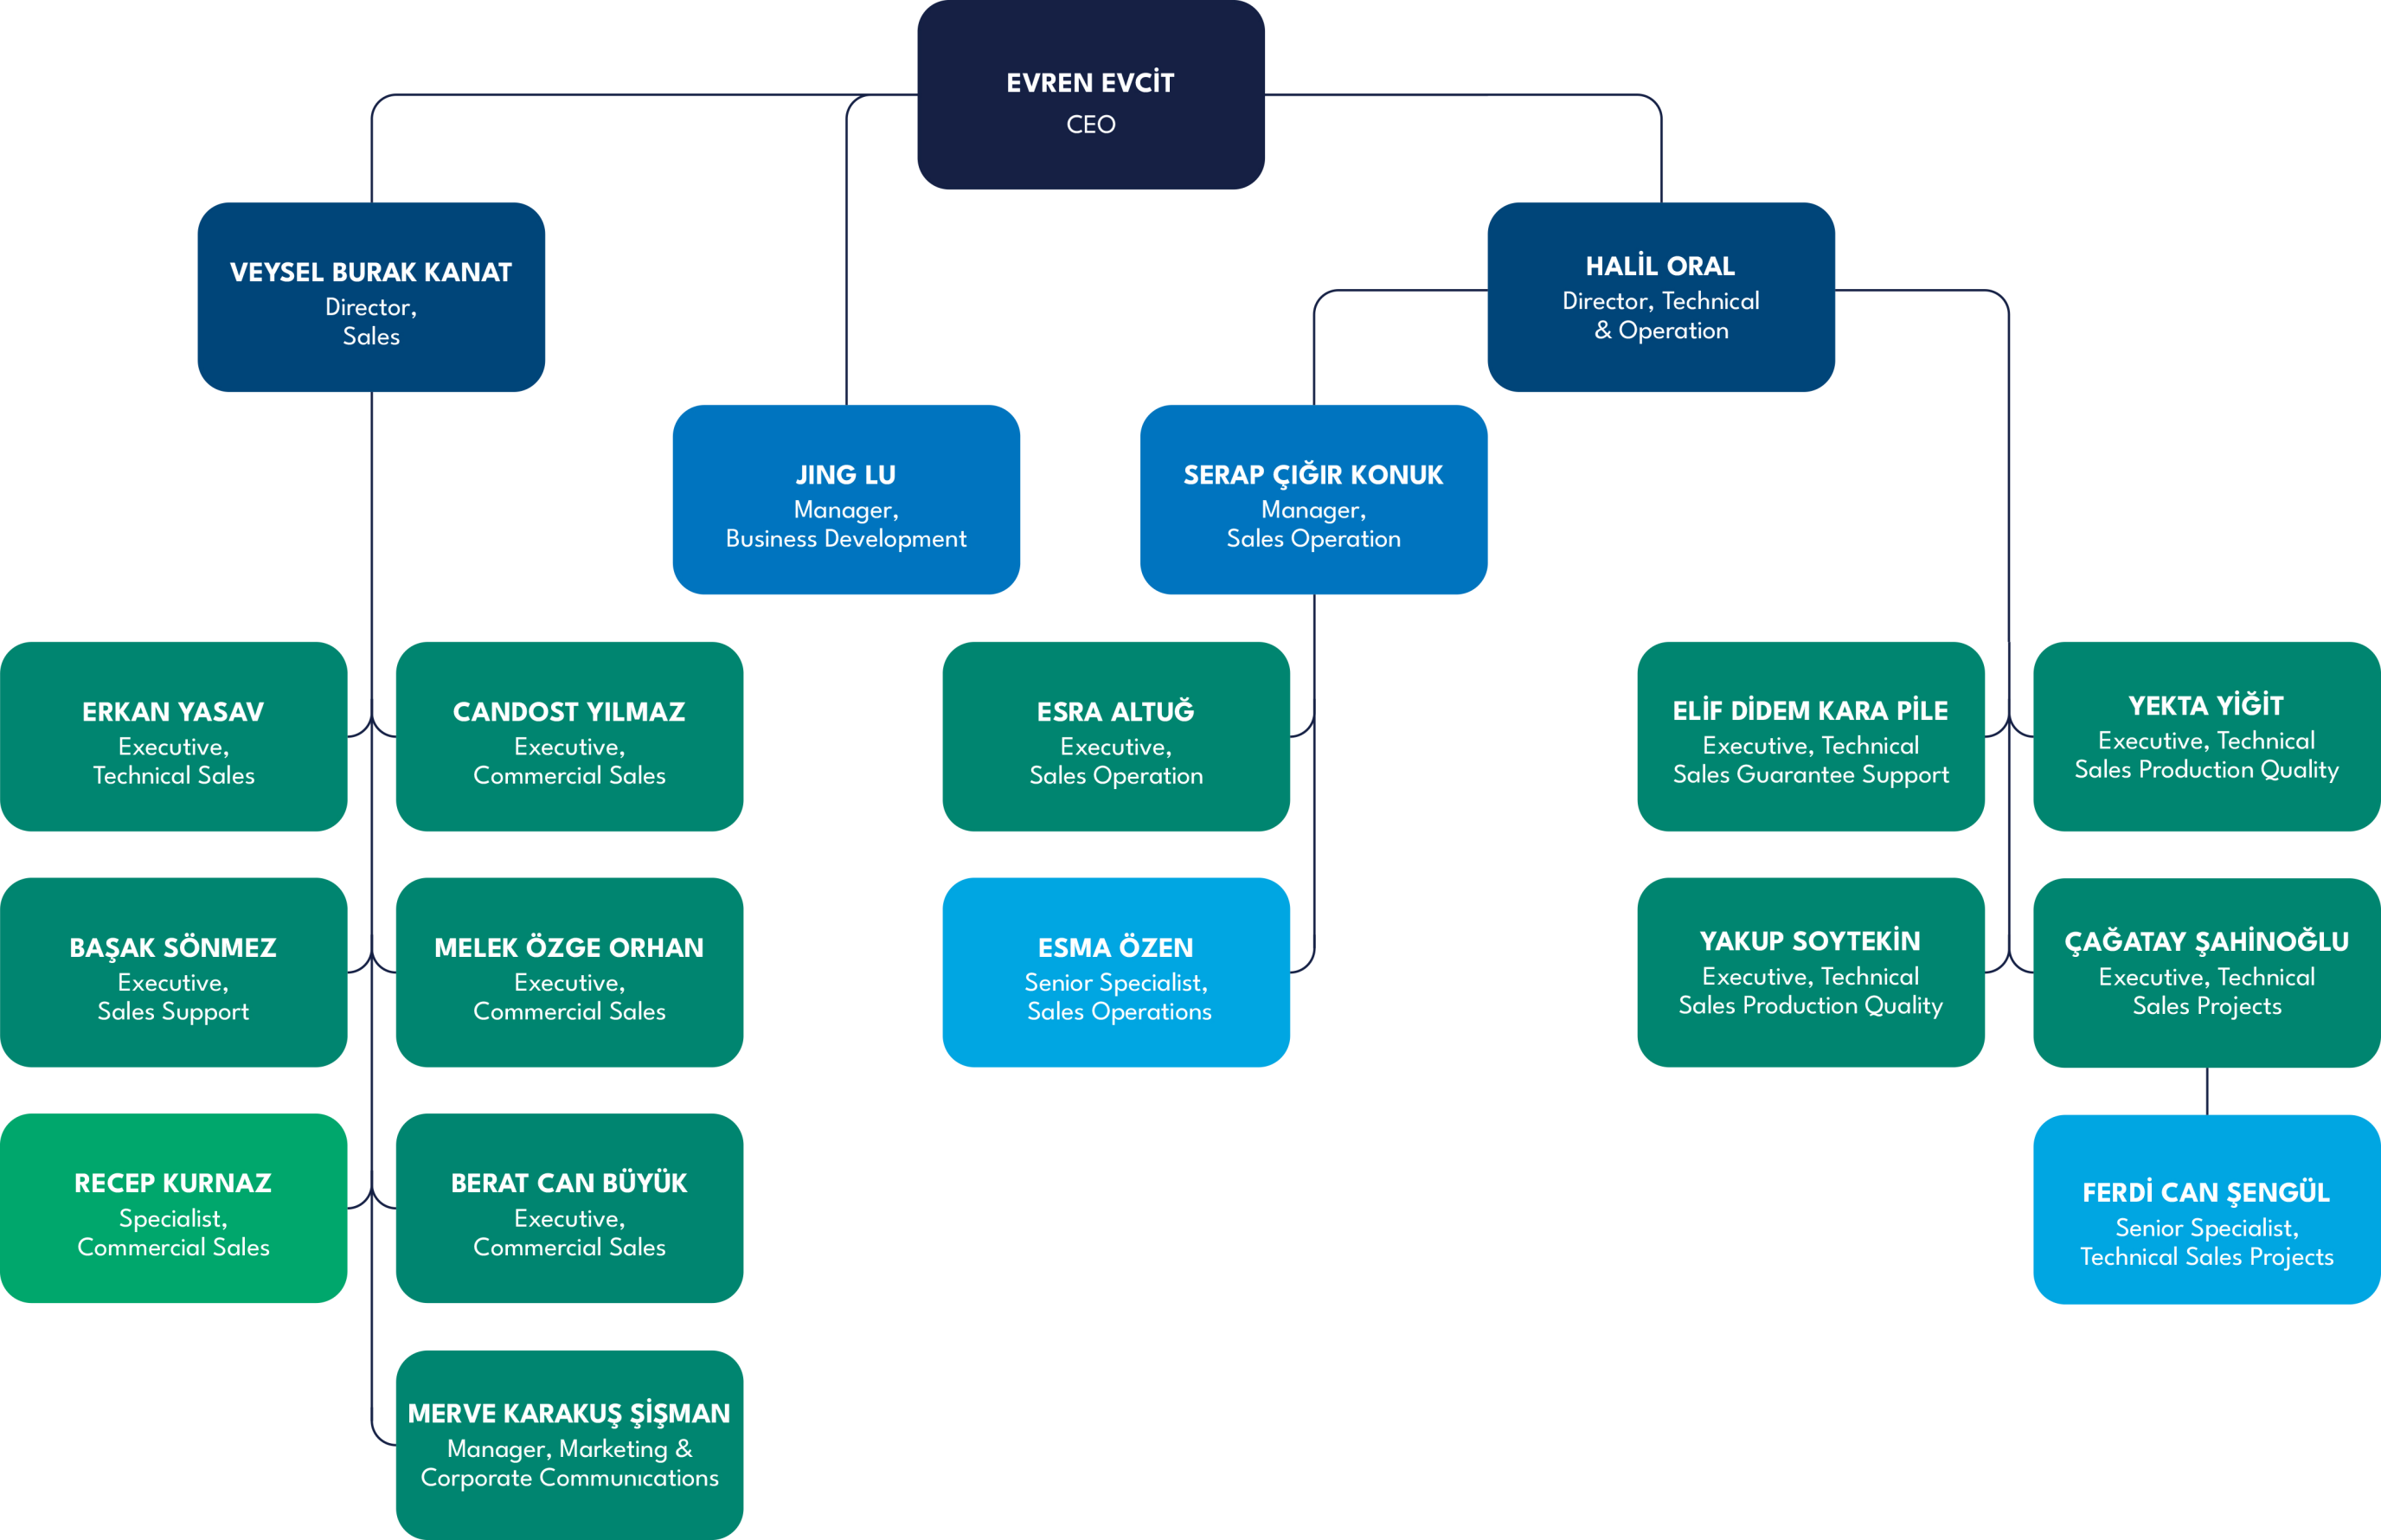 EVREN EVCİT
CEO
VEYSEL BURAK KANAT
Director,
Sales
HALİL ORAL
Director, Technical
& Operation
JING LU
Manager,
Business Development
SERAP ÇIĞIR KONUK
Manager,
Sales Operation
ERKAN YASAV
Executive,
Technical Sales
CANDOST YILMAZ
Executive,
Commercial Sales
ESRA ALTUĞ
Executive,
Sales Operation
ELİF DİDEM KARA PİLE
Executive, Technical
Sales Guarantee Support
YEKTA YİĞİT
Executive, Technical
Sales Production Quality
BAŞAK SÖNMEZ
Executive,
Sales Support
MELEK ÖZGE ORHAN
Executive,
Commercial Sales
ESMA ÖZEN
Senior Specialist,
Sales Operations
YAKUP SOYTEKİN
Executive, Technical
Sales Production Quality
ÇAĞATAY ŞAHİNOĞLU
Executive, Technical
Sales Projects
RECEP KURNAZ
Specialist,
Commercial Sales
BERAT CAN BÜYÜK
Executive,
Commercial Sales
FERDİ CAN ŞENGÜL
Senior Specialist,
Technical Sales Projects
MERVE KARAKUŞ ŞİŞMAN
Manager, Marketing &
Corporate Communıcations